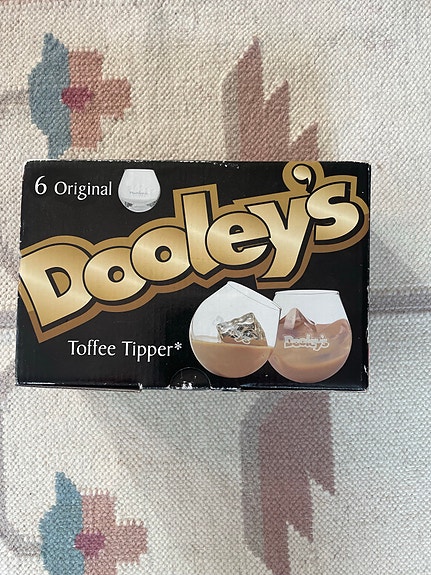 6 Original
Dooley's
Toffee Tipper*
Dooley's